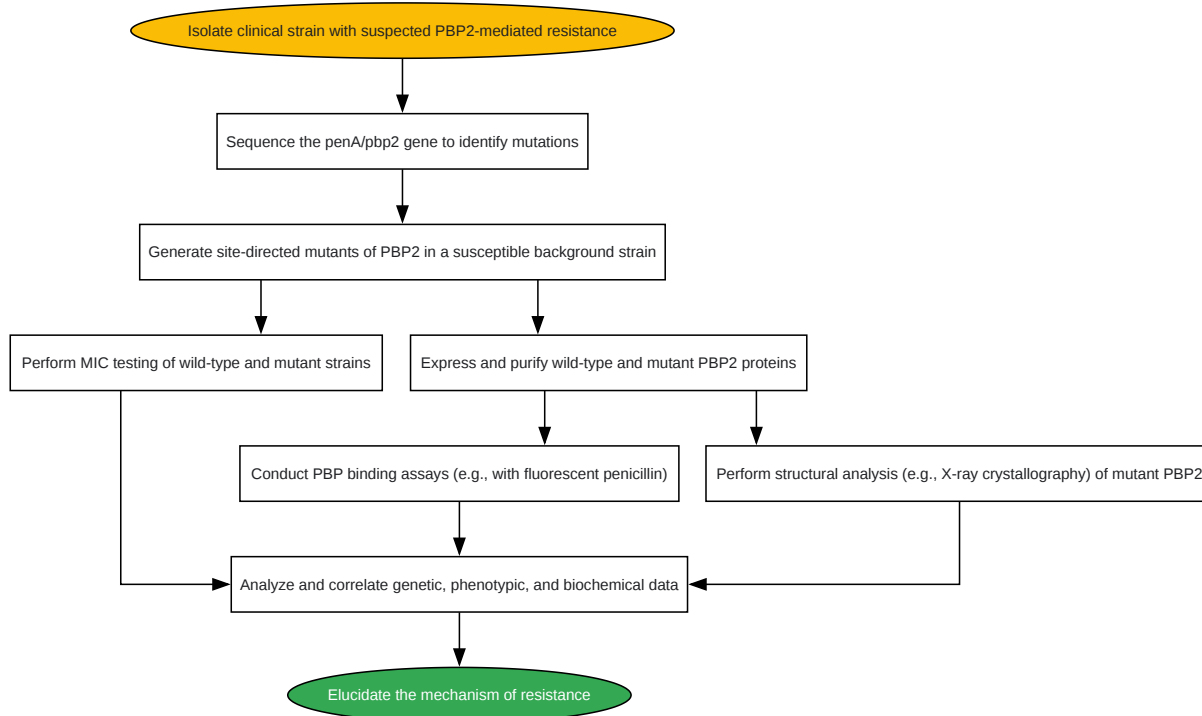 Isolate clinical strain with suspected PBP2-mediated resistance
Sequence the penA/pbp2 gene to identify mutations
Generate site-directed mutants of PBP2 in a susceptible background strain
Perform MIC testing of wild-type and mutant strains
Express and purify wild-type and mutant PBP2 proteins
Conduct PBP binding assays (e.g., with fluorescent penicillin)
Perform structural analysis (e.g., X-ray crystallography) of mutant PBP2
Analyze and correlate genetic, phenotypic, and biochemical data
Elucidate the mechanism of resistance